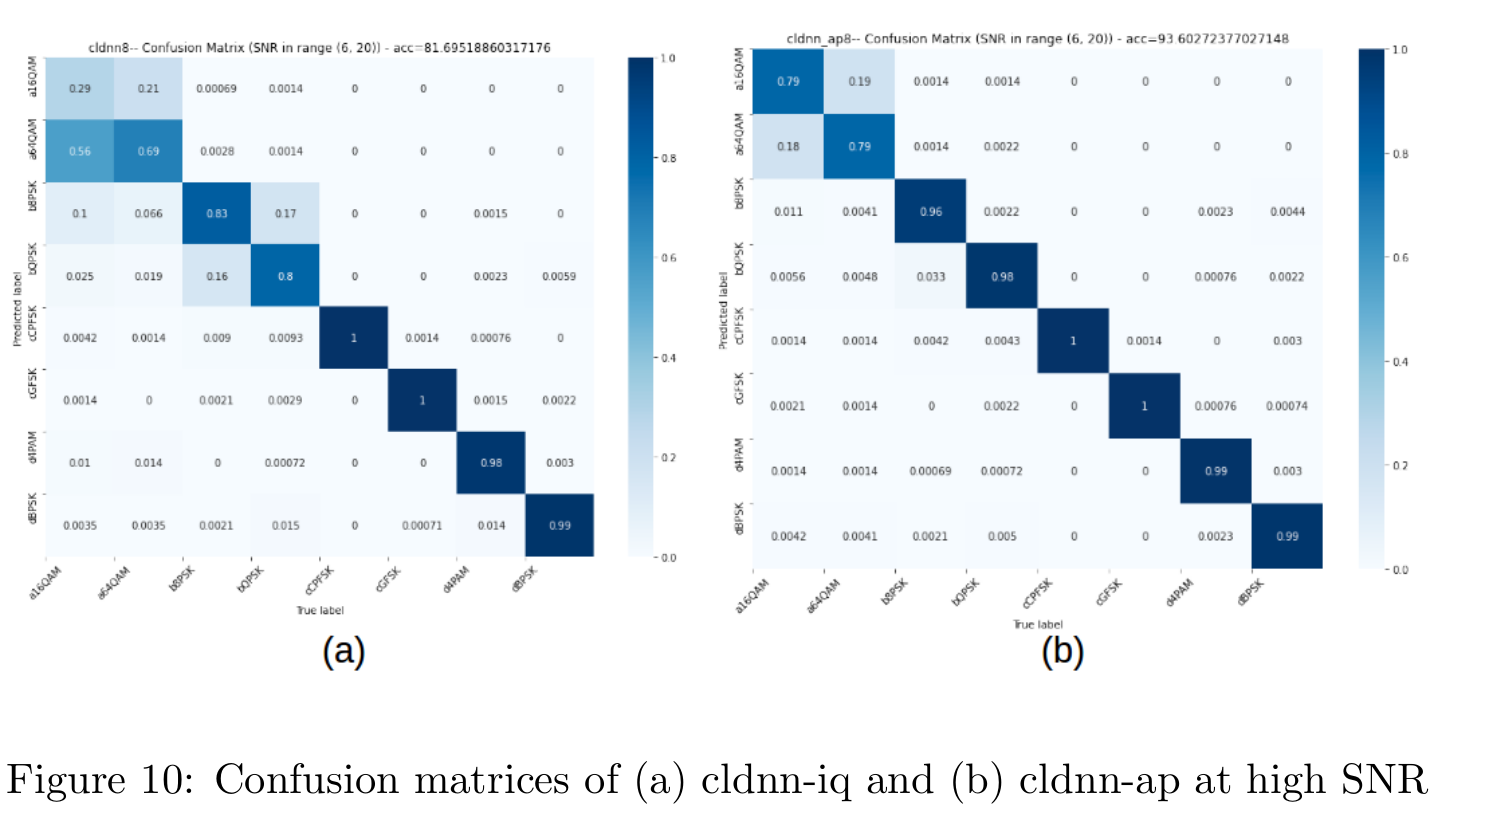 cldnn8-- Confusion Matrix (SNR in range (6, 20)) - acc=81.69518860317176
a16QAM 0.29 0.21 0.00069 0.0014 0 0 0 0
a64QAM 0.56 0.69 0.0028 0.0014 0 0 0 0
b8PSK 0.1 0.066 0.83 0.17 0 0 0.0015 0
bQPSK 0.025 0.019 0.16 0.8 0 0 0.0023 0.0059
cCPFSK 0.0042 0.0014 0.009 0.0093 1 0.0014 0.00076 0
cGFSK 0.0014 0 0.0021 0.0029 0 1 0.0015 0.0022
d4PAM 0.01 0.014 0 0.00072 0 0 0.98 0.003
dBPSK 0.0035 0.0035 0.0021 0.015 0 0.00071 0.014 0.99
Predicted label
a16QAM a64QAM b8PSK bQPSK cCPFSK cGFSK d4PAM dBPSK
True label
1.0
0.8
0.6
0.4
0.2
0.0
(a)
cldnn_ap8-- Confusion Matrix (SNR in range (6, 20)) - acc=93.60272377027148
a16QAM 0.79 0.19 0.0014 0.0014 0 0 0 0
a64QAM 0.18 0.79 0.0014 0.0022 0 0 0 0
b8PSK 0.011 0.0041 0.96 0.0022 0 0 0.0023 0.0044
bQPSK 0.0056 0.0048 0.033 0.98 0 0 0.00076 0.0022
cCPFSK 0.0014 0.0014 0.0042 0.0043 1 0.0014 0 0.003
cGFSK 0.0021 0.0014 0 0.0022 0 1 0.00076 0.00074
d4PAM 0.0014 0.0014 0.00069 0.00072 0 0 0.99 0.003
dBPSK 0.0042 0.0041 0.0021 0.005 0 0 0.0023 0.99
Predicted label
a16QAM a64QAM b8PSK bQPSK cCPFSK cGFSK d4PAM dBPSK
True label
1.0
0.8
0.6
0.4
0.2
0.0
(b)
Figure 10: Confusion matrices of (a) cldnn-iq and (b) cldnn-ap at high SNR